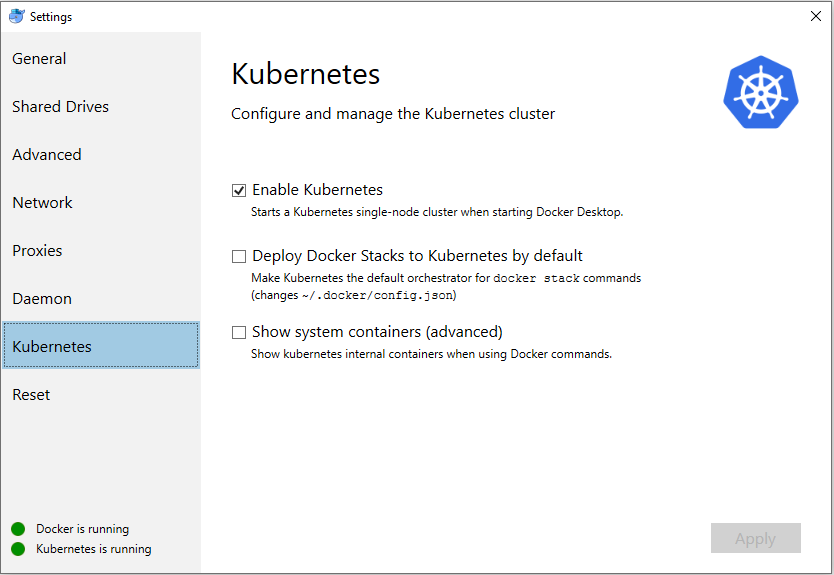 Settings
General
Shared Drives
Advanced
Network
Proxies
Daemon
Kubernetes
Reset
Docker is running
Kubernetes is running
Kubernetes
Configure and manage the Kubernetes cluster
Enable Kubernetes
Starts a Kubernetes single-node cluster when starting Docker Desktop.
Deploy Docker Stacks to Kubernetes by default
Make Kubernetes the default orchestrator for docker stack commands
(changes ~/.docker/config.json)
Show system containers (advanced)
Show kubernetes internal containers when using Docker commands.
Apply